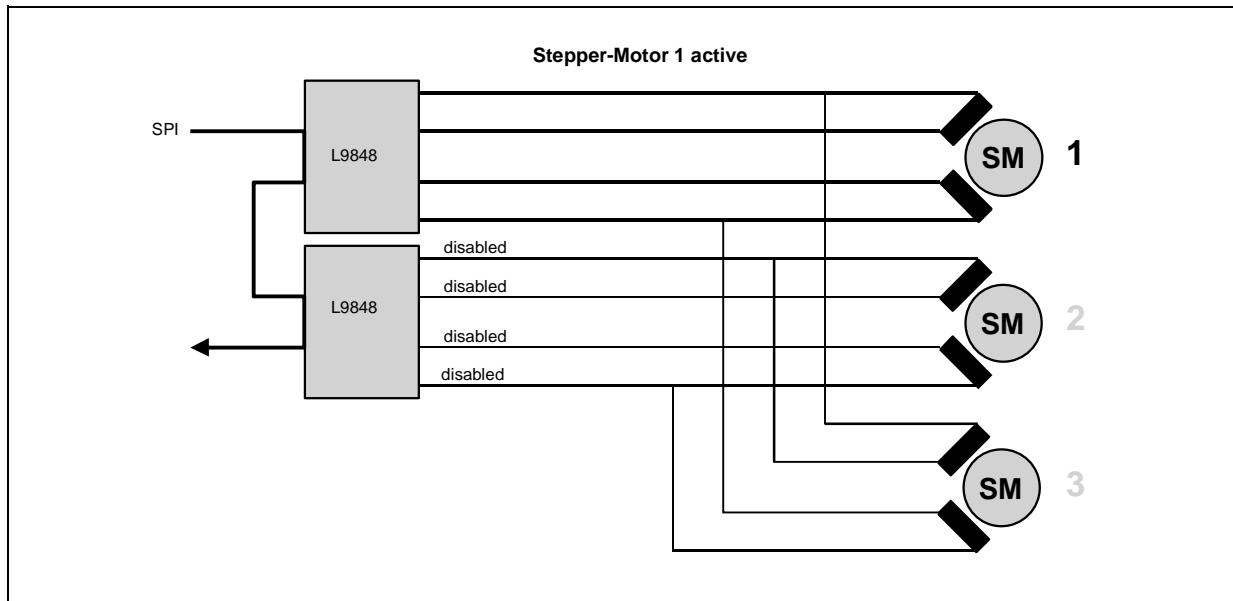 Stepper-Motor 1 active
SPI
L9848
SM
1
disabled
disabled
L9848
disabled
disabled
SM
2
SM
3